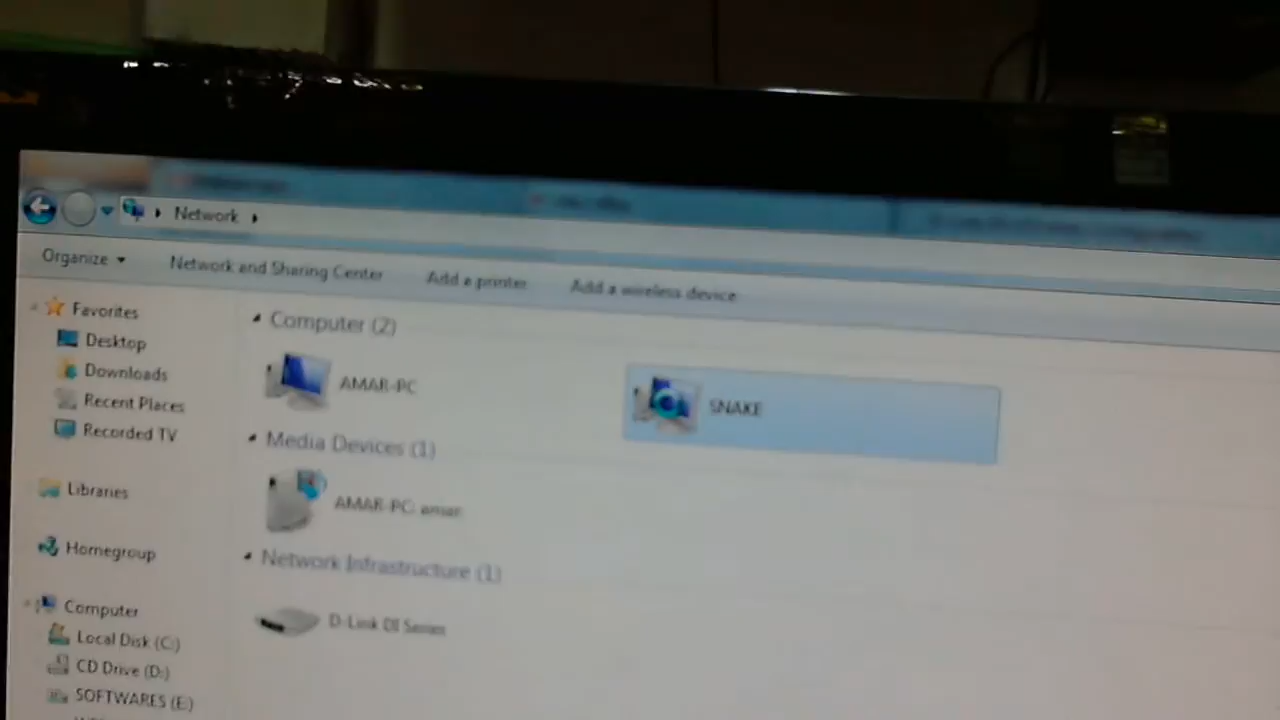 Network
Organize
Network and Sharing Center
Add a printer
Add a wireless device
Favorites
Desktop
Downloads
Recent Places
Recorded TV
Libraries
Homegroup
Computer
Local Disk (C:)
CD Drive (D:)
SOFTWARES (E:)
Computer (2)
AMAR-PC
SNAKE
Media Devices (1)
AMAR-PC: amar
Network Infrastructure (1)
D-Link DI Series